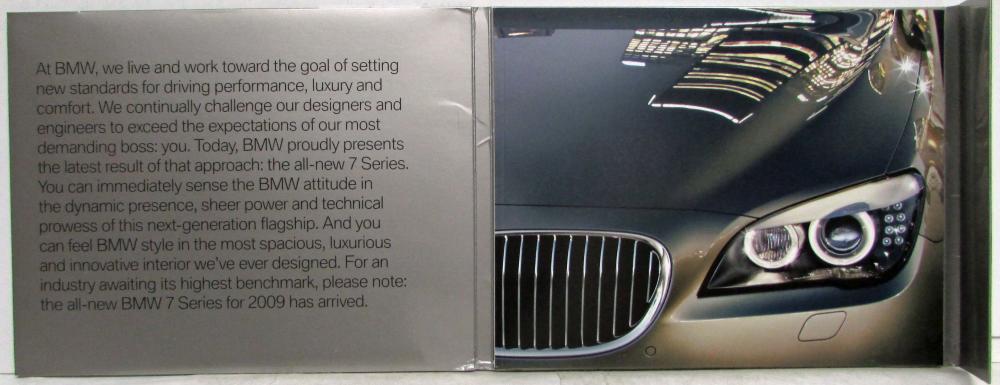 At BMW, we live and work toward the goal of setting
new standards for driving performance, luxury and
comfort. We continually challenge our designers and
engineers to exceed the expectations of our most
demanding boss: you. Today, BMW proudly presents
the latest result of that approach: the all-new 7 Series.
You can immediately sense the BMW attitude in
the dynamic presence, sheer power and technical
prowess of this next-generation flagship. And you
can feel BMW style in the most spacious, luxurious
and innovative interior we've ever designed. For an
industry awaiting its highest benchmark, please note:
the all-new BMW 7 Series for 2009 has arrived.